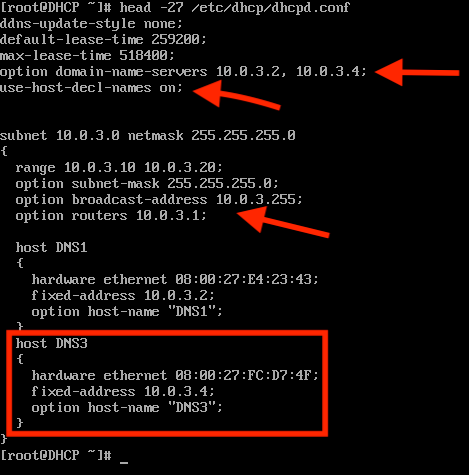 [root@DHCP ~]# head -27 /etc/dhcp/dhcpd.conf
ddns-update-style none;
default-lease-time 259200;
max-lease-time 518400;
option domain-name-servers 10.0.3.2, 10.0.3.4;
use-host-decl-names on;
subnet 10.0.3.0 netmask 255.255.255.0
{
range 10.0.3.10 10.0.3.20;
option subnet-mask 255.255.255.0;
option broadcast-address 10.0.3.255;
option routers 10.0.3.1;
host DNS1
{
hardware ethernet 08:00:27:E4:23:43;
fixed-address 10.0.3.2;
option host-name "DNS1";
}
host DNS3
{
hardware ethernet 08:00:27:FC:D7:4F;
fixed-address 10.0.3.4;
option host-name "DNS3";
}
}
[root@DHCP ~]# _